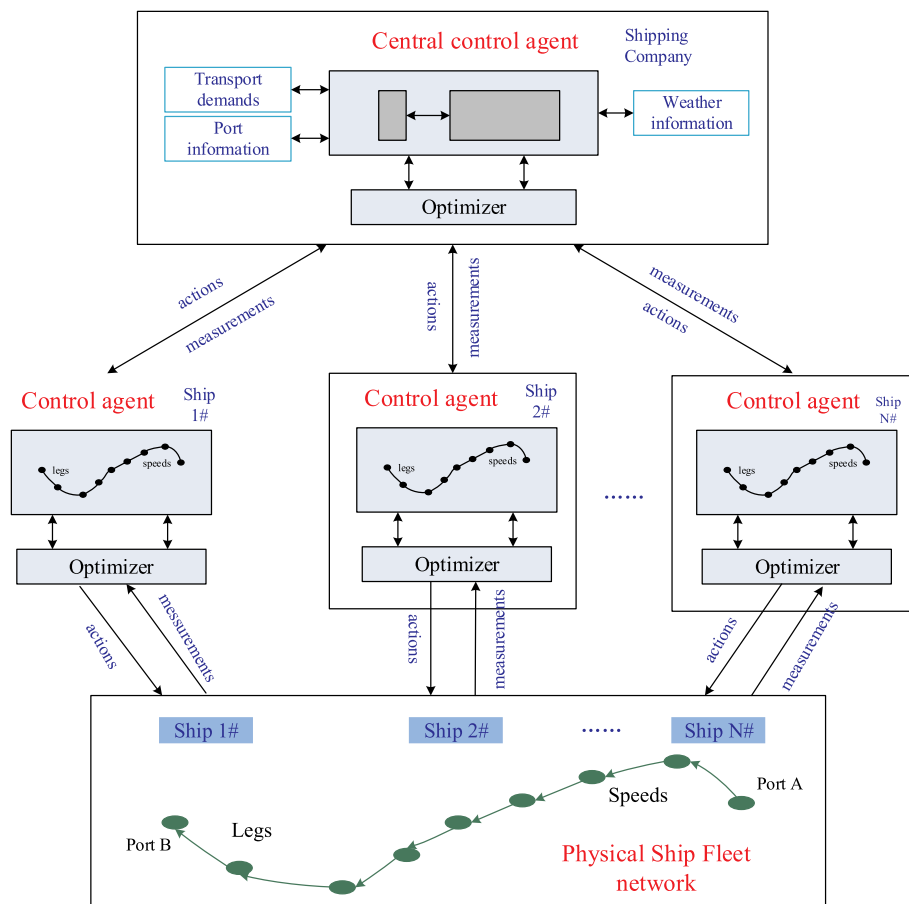 Central control agent
Shipping
Company
Transport
demands
Port
information
Weather
information
Optimizer
actions
measurements
actions
measurements
measurements
actions
Control agent
Ship
1#
legs
speeds
Optimizer
Control agent
Ship
2#
legs
speeds
Optimizer
......
Control agent
Ship
N#
legs
speeds
Optimizer
actions
messurements
actions
measurements
actions
measurements
Ship 1#
Ship 2#
......
Ship N#
Port A
Speeds
Legs
Port B
Physical Ship Fleet
network